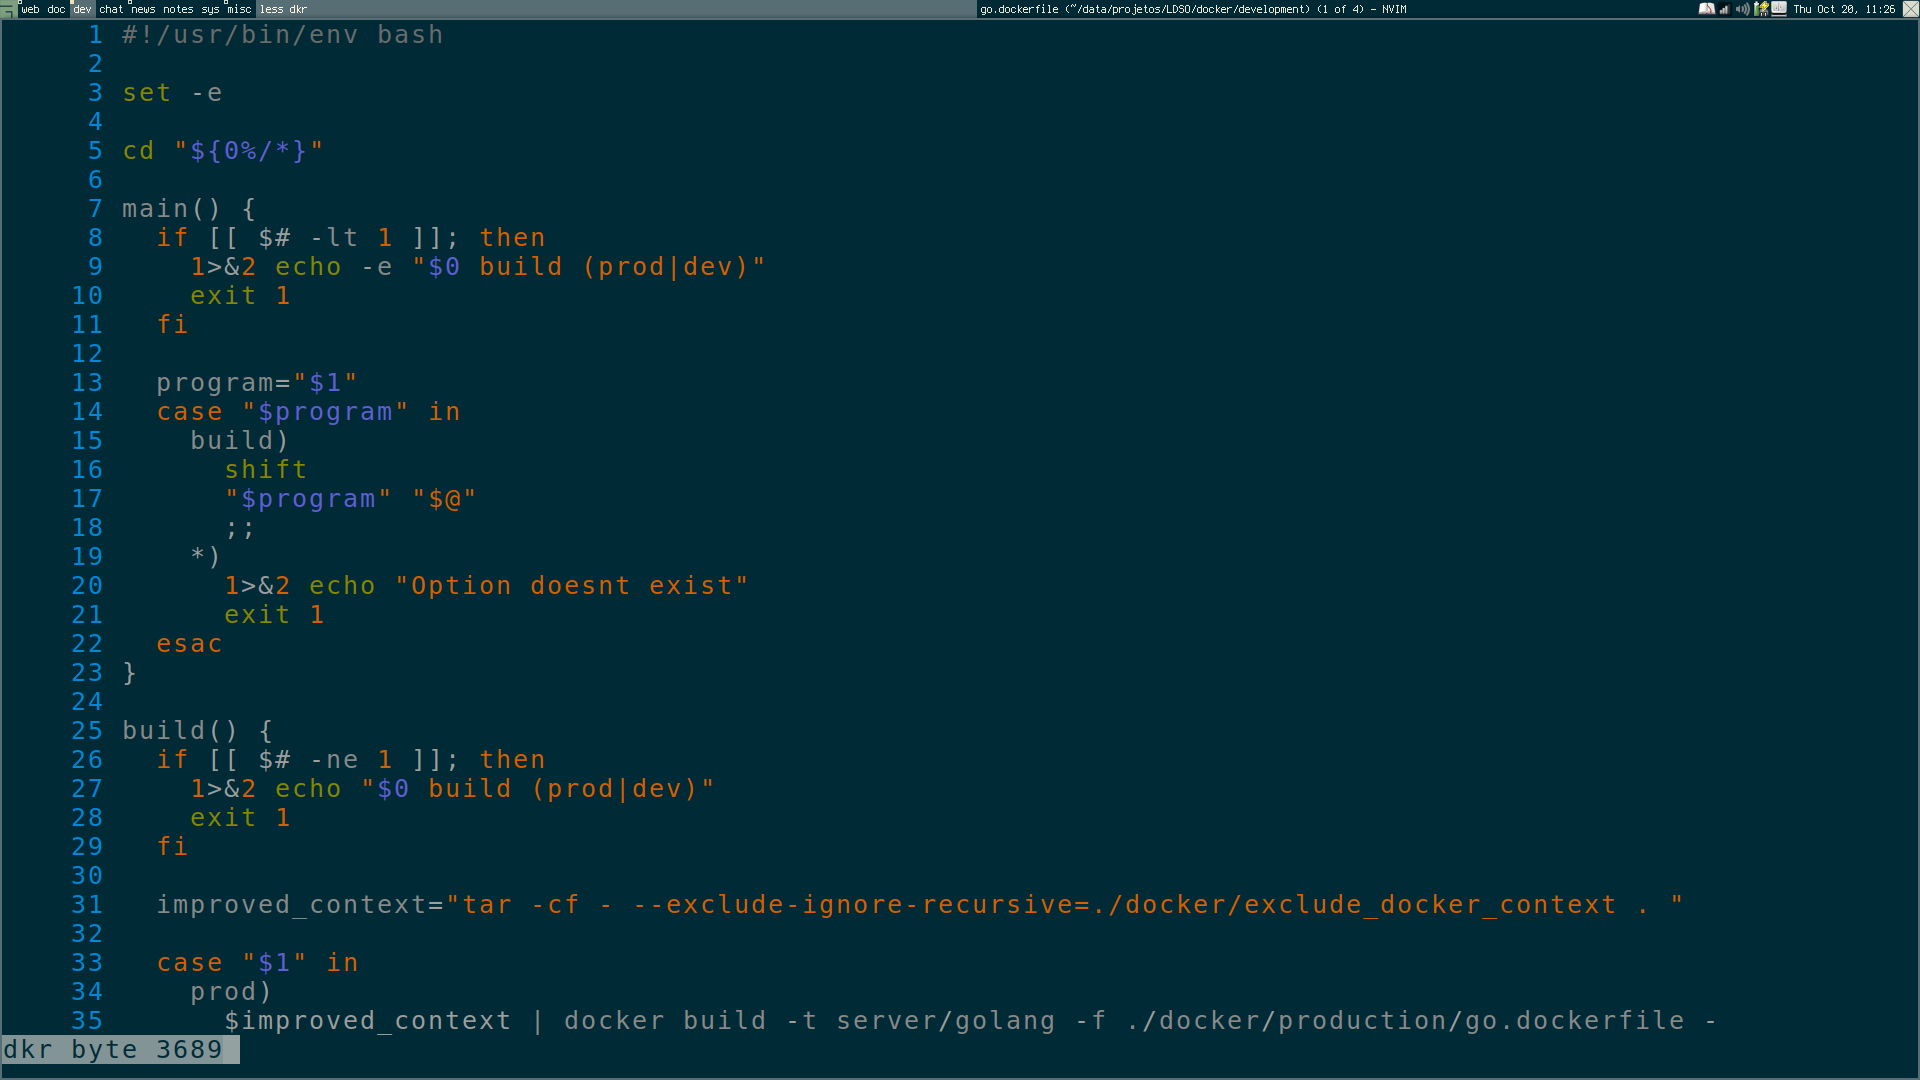 web doc dev chat news notes sys misc less dkr go.dockerfile (~/data/projetos/LDSO/docker/development) (1 of 4) - NVIM Thu Oct 20, 11:26
1 #!/usr/bin/env bash
2
3 set -e
4
5 cd "${0%/*}"
6
7 main() {
8 if [[ $# -lt 1 ]]; then
9 1>&2 echo -e "$0 build (prod|dev)"
10 exit 1
11 fi
12
13 program="$1"
14 case "$program" in
15 build)
16 shift
17 "$program" "$@"
18 ;;
19 *)
20 1>&2 echo "Option doesnt exist"
21 exit 1
22 esac
23 }
24
25 build() {
26 if [[ $# -ne 1 ]]; then
27 1>&2 echo "$0 build (prod|dev)"
28 exit 1
29 fi
30
31 improved_context="tar -cf - --exclude-ignore-recursive=./docker/exclude_docker_context . "
32
33 case "$1" in
34 prod)
35 $improved_context | docker build -t server/golang -f ./docker/production/go.dockerfile -
dkr byte 3689